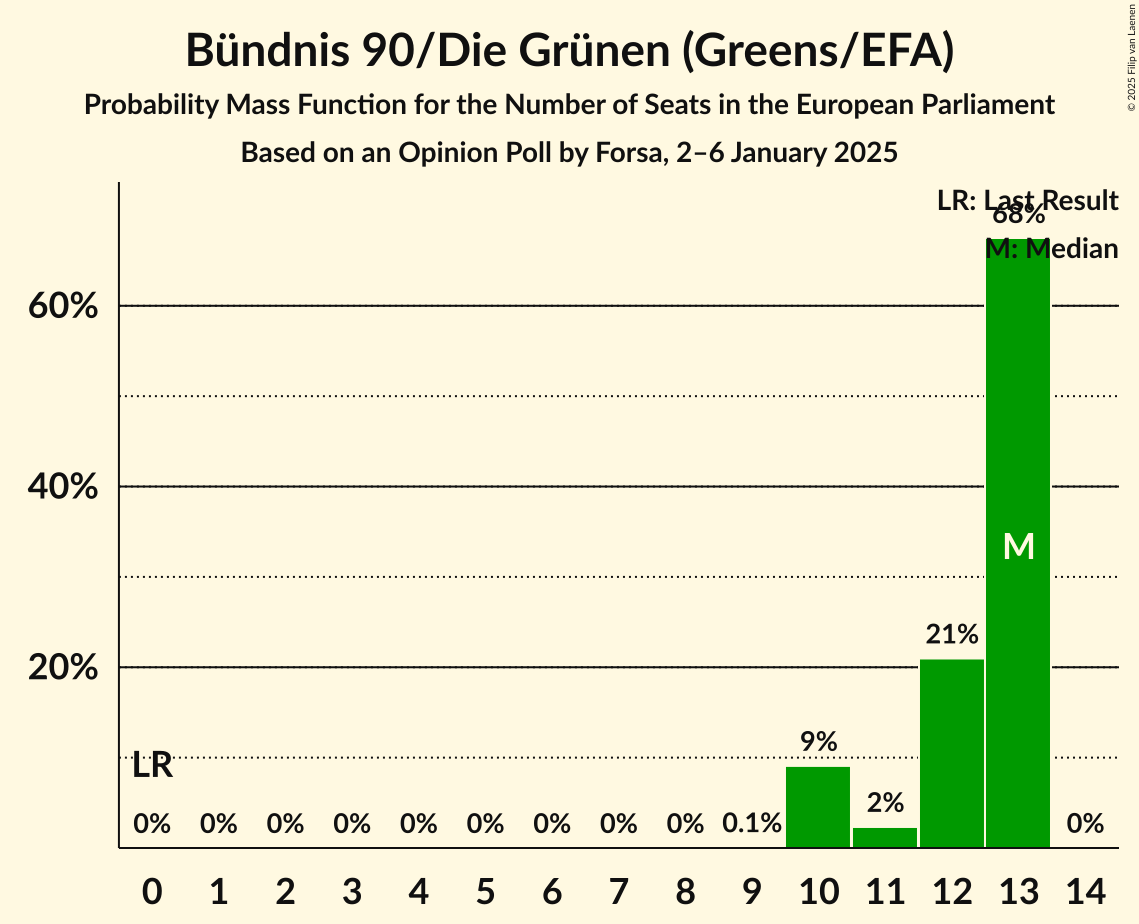 Bündnis 90/Die Grünen (Greens/EFA)
Probability Mass Function for the Number of Seats in the European Parliament
Based on an Opinion Poll by Forsa, 2–6 January 2025
© 2025 Filip van Laenen
LR: Last Result
68%
M: Median
60%
40%
M
21%
20%
9%
LR
2%
0% 0% 0% 0% 0% 0% 0% 0% 0% 0.1% 0%
0 1 2 3 4 5 6 7 8 9 10 11 12 13 14